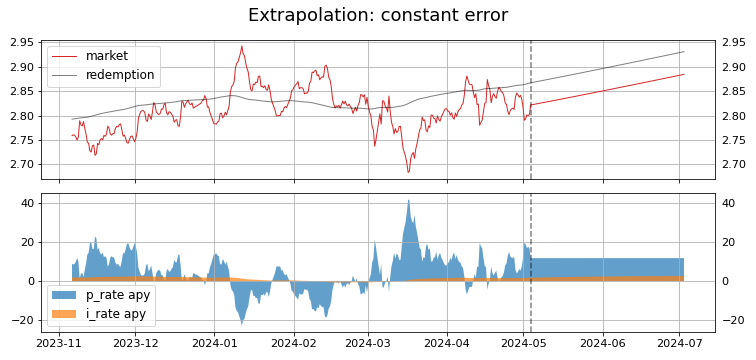 Extrapolation: constant error
2.95 2.95
market
2.90 2.90
redemption
2.85 2.85
2.80 2.80
2.75 2.75
2.70 2.70
40 40
20 20
0 0
p_rate apy
i_rate apy
−20 −20
2023-11 2023-12 2024-01 2024-02 2024-03 2024-04 2024-05 2024-06 2024-07